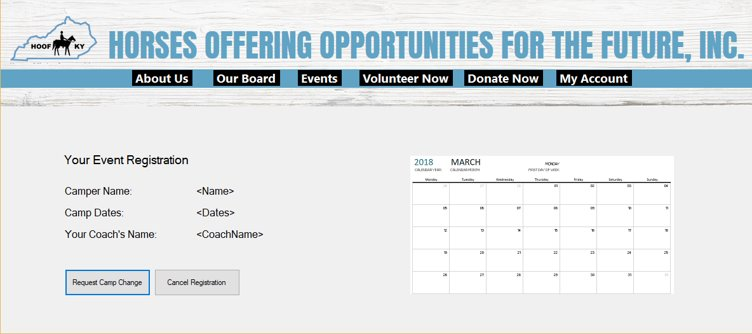 HOOF KY
HORSES OFFERING OPPORTUNITIES FOR THE FUTURE, INC.
About Us Our Board Events Volunteer Now Donate Now My Account
Your Event Registration
Camper Name: <Name>
Camp Dates: <Dates>
Your Coach's Name: <CoachName>
Request Camp Change Cancel Registration
2018 MARCH MONDAY
CALENDAR YEAR CALENDAR MONTH FIRST DAY OF WEEK
Monday Tuesday Wednesday Thursday Friday Saturday Sunday
26 27 28 01 02 03 04
05 06 07 08 09 10 11
12 13 14 15 16 17 18
19 20 21 22 23 24 25
26 27 28 29 30 31